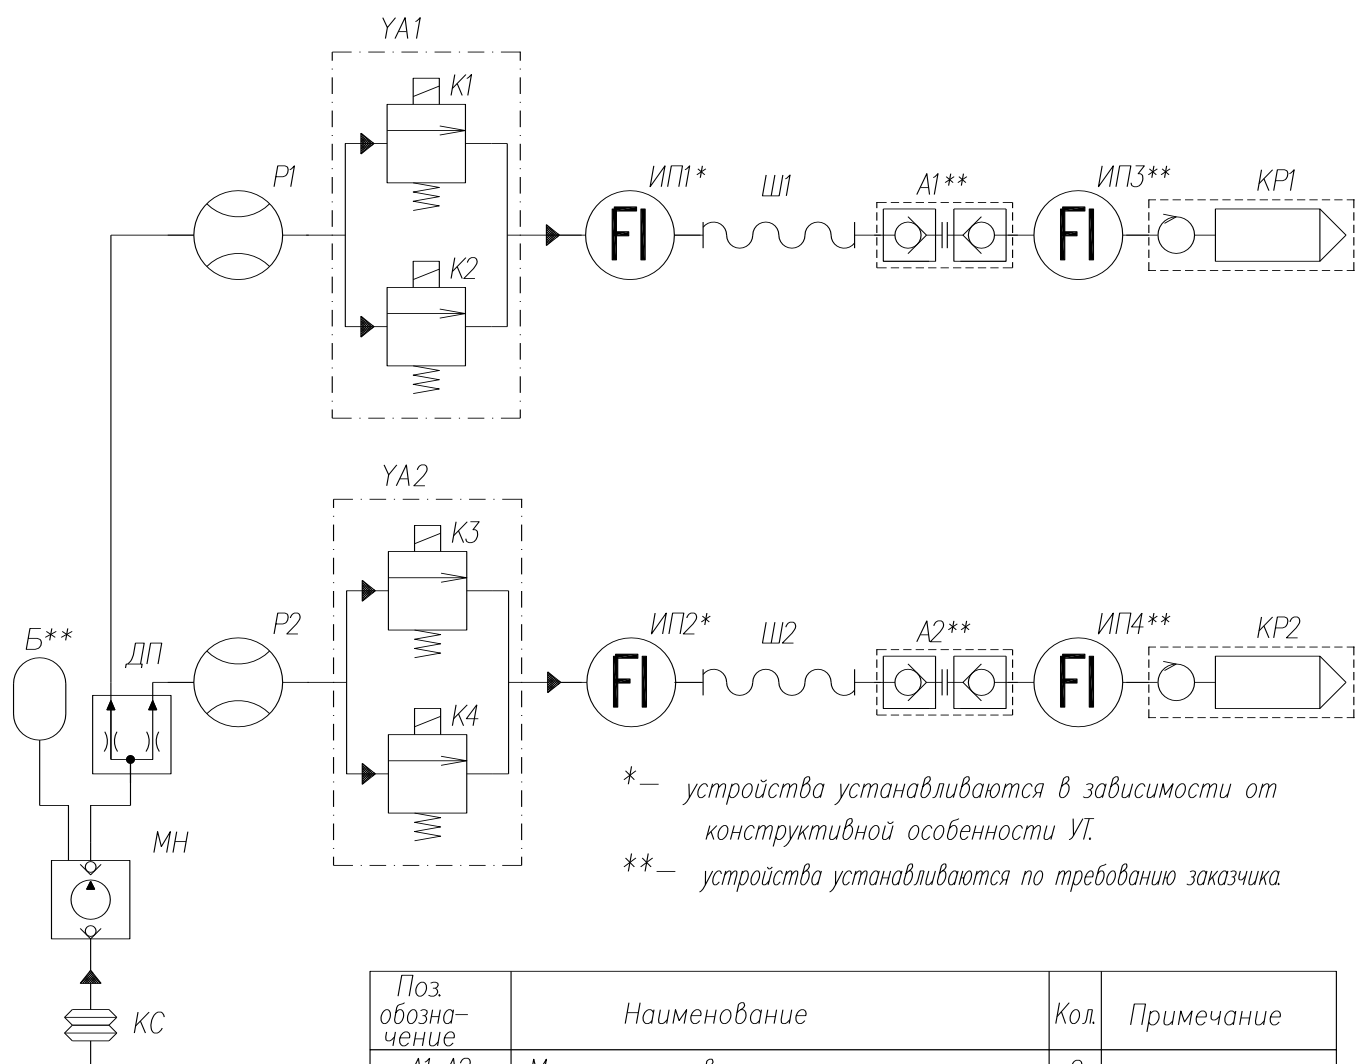 YA1
K1
P1
ИП1*
Ш1
A1**
ИП3**
KP1
K2
YA2
K3
P2
ИП2*
Ш2
A2**
ИП4**
KP2
Б**
ДП
K4
*— устройства устанавливаются в зависимости от
конструктивной особенности УТ.
**— устройства устанавливаются по требованию заказчика.
МН
КС
Поз.
обозна-
чение
Наименование
Кол.
Примечание
FI
FI
FI
FI